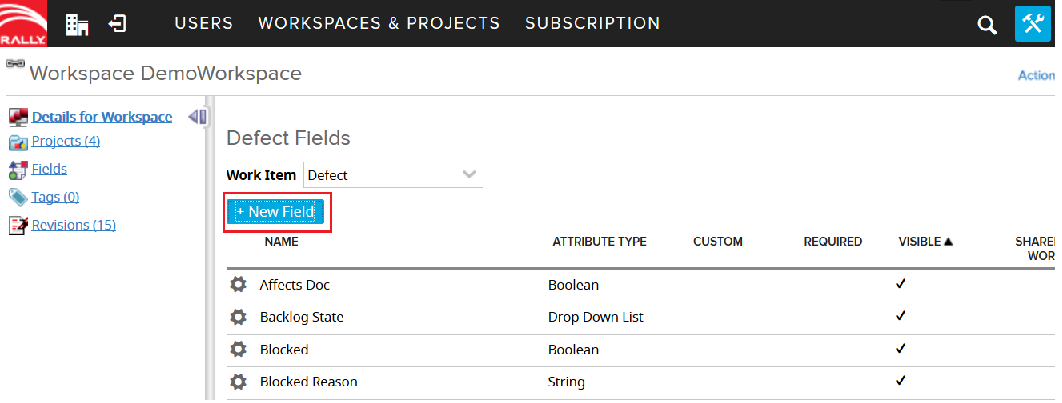 RALLY
USERS WORKSPACES & PROJECTS SUBSCRIPTION
Workspace DemoWorkspace
Action
Details for Workspace
Projects (4)
Fields
Tags (0)
Revisions (15)
Defect Fields
Work Item Defect
+ New Field
NAME ATTRIBUTE TYPE CUSTOM REQUIRED VISIBLE ▲ SHARE
WOR
Affects Doc Boolean ✓
Backlog State Drop Down List ✓
Blocked Boolean ✓
Blocked Reason String ✓